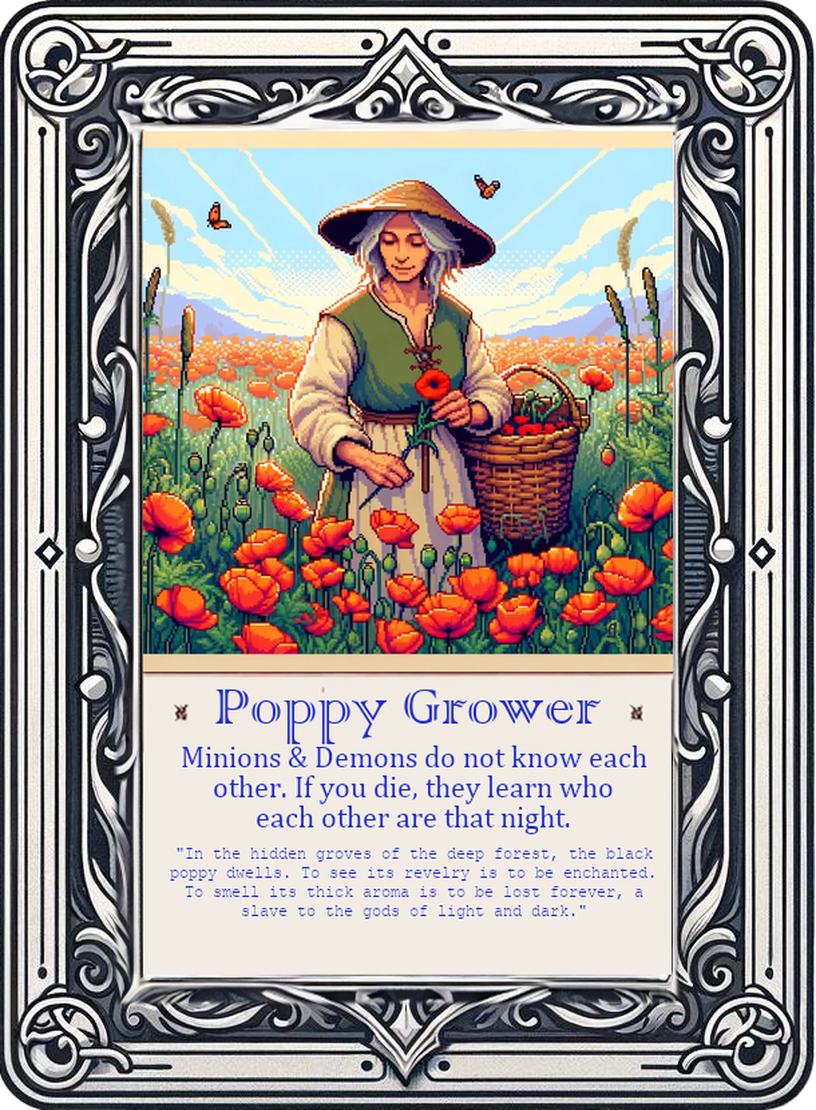 Poppy Grower
Minions & Demons do not know each
other. If you die, they learn who
each other are that night.
"In the hidden groves of the deep forest, the black
poppy dwells. To see its revelry is to be enchanted.
To smell its thick aroma is to be lost forever, a
slave to the gods of light and dark."